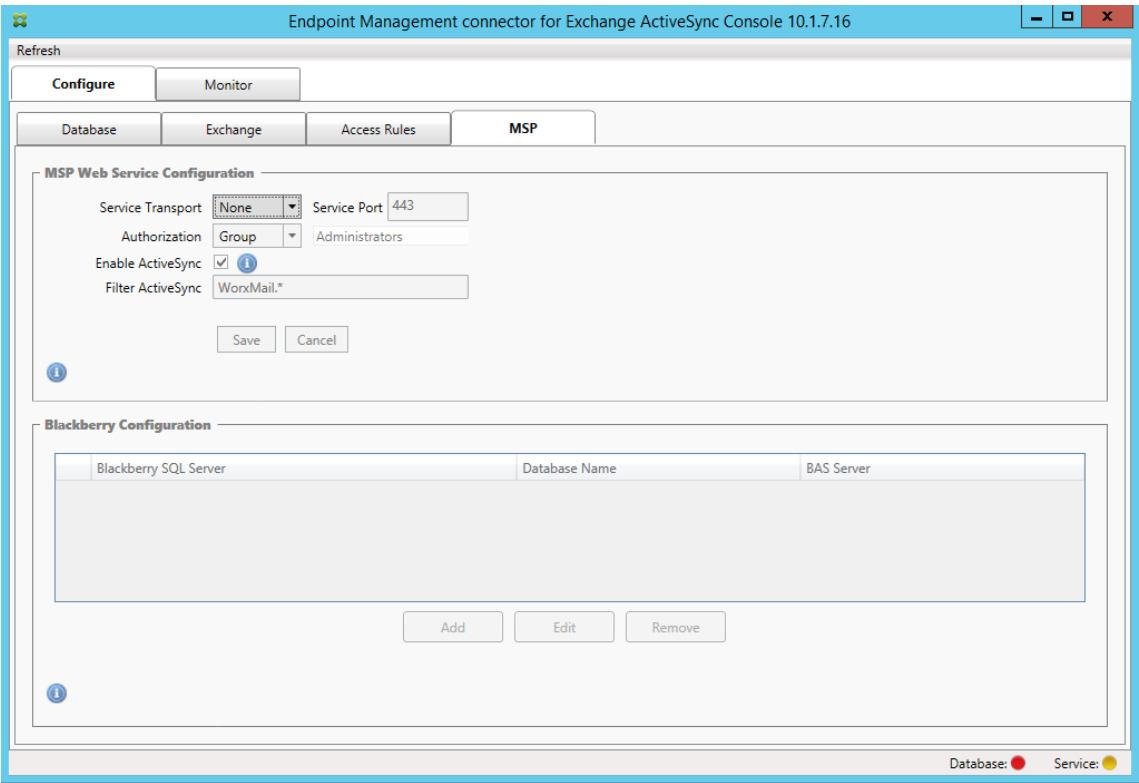 Endpoint Management connector for Exchange ActiveSync Console 10.1.7.16
Refresh
Configure Monitor
Database Exchange Access Rules MSP
MSP Web Service Configuration
Service Transport None Service Port 443
Authorization Group Administrators
Enable ActiveSync
Filter ActiveSync WorxMail.*
Save Cancel
Blackberry Configuration
Blackberry SQL Server Database Name BAS Server
Add Edit Remove
Database: Service: